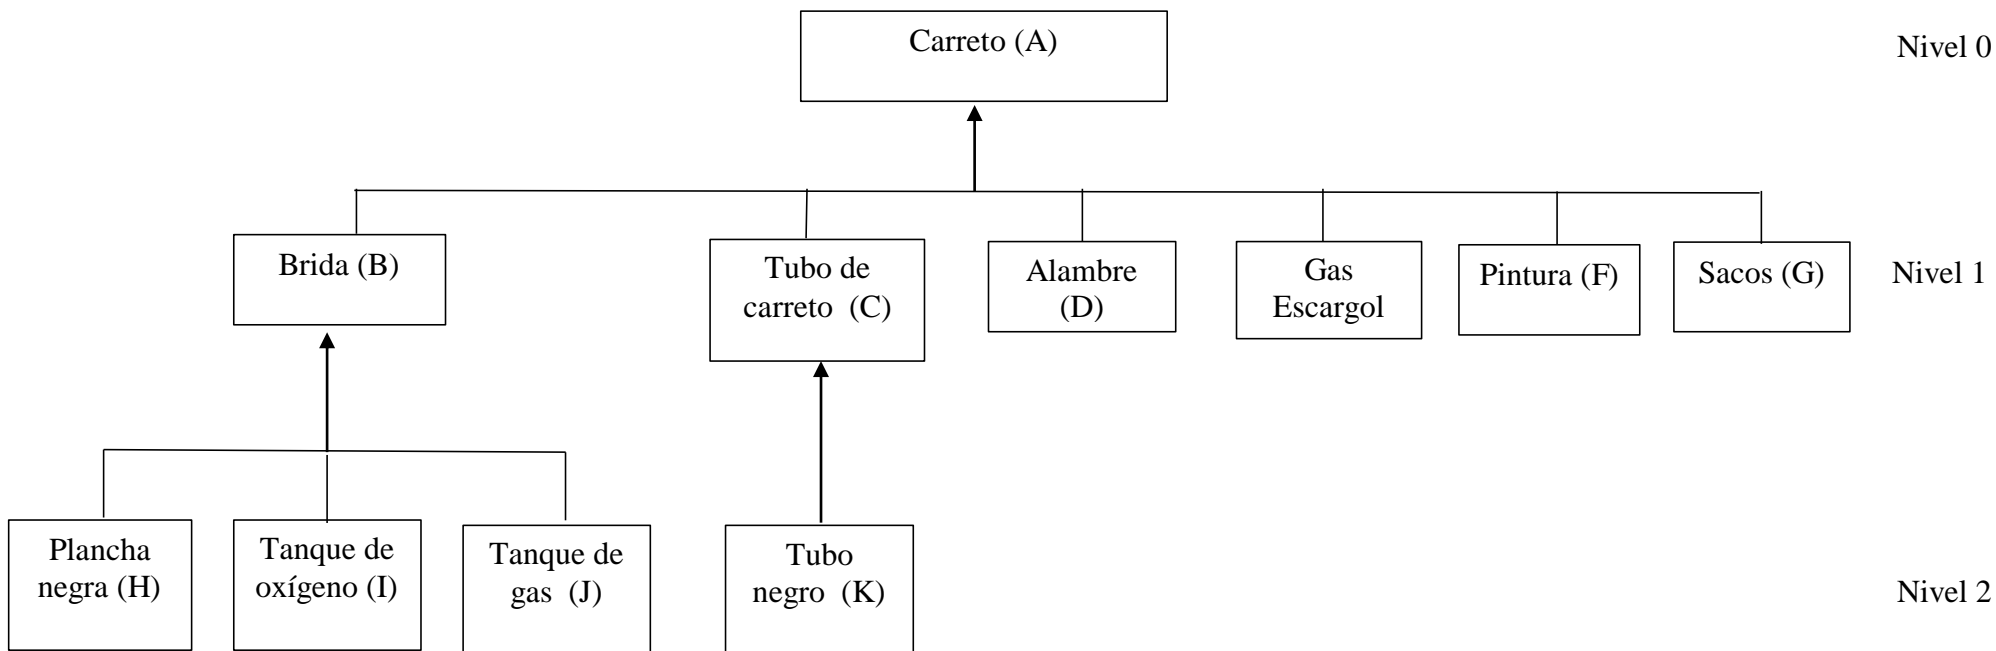 Carreto (A)
Nivel 0
Brida (B)
Tubo de
carreto (C)
Alambre
(D)
Gas
Escargol
Pintura (F)
Sacos (G)
Nivel 1
Plancha
negra (H)
Tanque de
oxígeno (I)
Tanque de
gas (J)
Tubo
negro (K)
Nivel 2